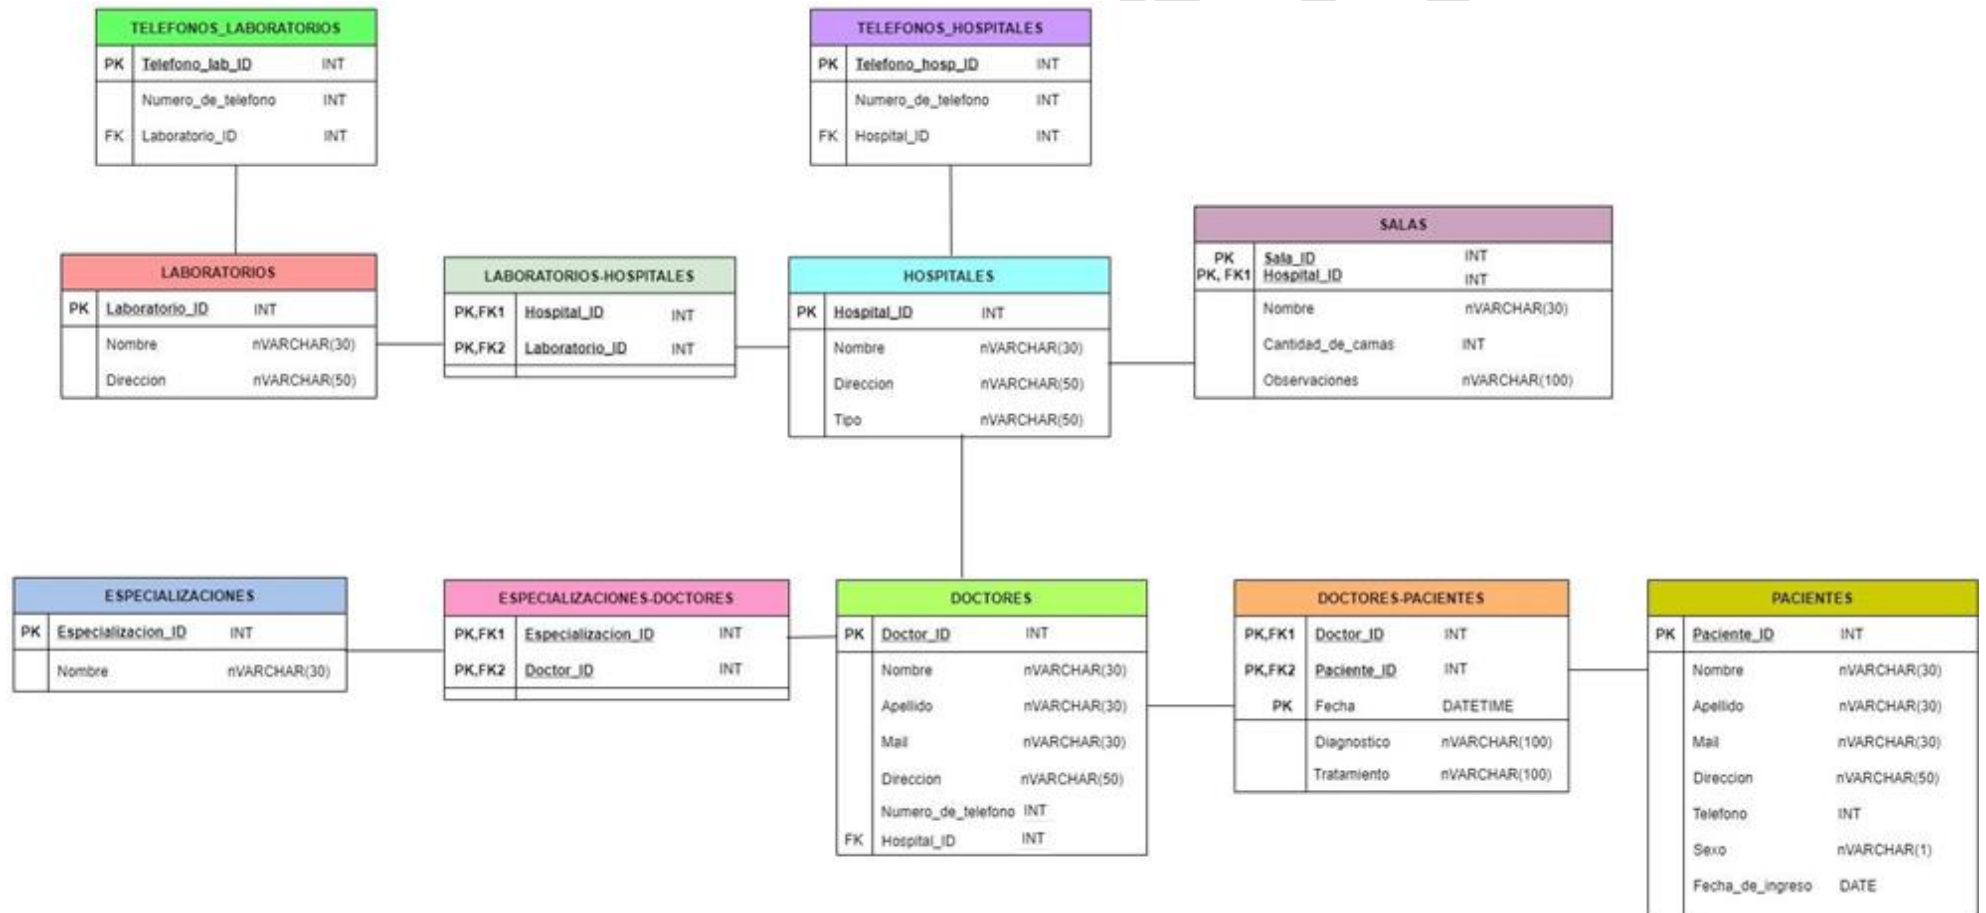 TELEFONOS_LABORATORIOS
PK Telefono_lab_ID INT
Numero_de_telefono INT
FK Laboratorio_ID INT
TELEFONOS_HOSPITALES
PK Telefono_hosp_ID INT
Numero_de_telefono INT
FK Hospital_ID INT
LABORATORIOS
PK Laboratorio_ID INT
Nombre nVARCHAR(30)
Direccion nVARCHAR(50)
LABORATORIOS-HOSPITALES
PK,FK1 Hospital_ID INT
PK,FK2 Laboratorio_ID INT
HOSPITALES
PK Hospital_ID INT
Nombre nVARCHAR(30)
Direccion nVARCHAR(50)
Tipo nVARCHAR(50)
SALAS
PK Sala_ID INT
PK, FK1 Hospital_ID INT
Nombre nVARCHAR(30)
Cantidad_de_camas INT
Observaciones nVARCHAR(100)
ESPECIALIZACIONES
PK Especializacion_ID INT
Nombre nVARCHAR(30)
ESPECIALIZACIONES-DOCTORES
PK,FK1 Especializacion_ID INT
PK,FK2 Doctor_ID INT
DOCTORES
PK Doctor_ID INT
Nombre nVARCHAR(30)
Apellido nVARCHAR(30)
Mail nVARCHAR(30)
Direccion nVARCHAR(50)
Numero_de_telefono INT
FK Hospital_ID INT
DOCTORES-PACIENTES
PK,FK1 Doctor_ID INT
PK,FK2 Paciente_ID INT
PK Fecha DATETIME
Diagnostico nVARCHAR(100)
Tratamiento nVARCHAR(100)
PACIENTES
PK Paciente_ID INT
Nombre nVARCHAR(30)
Apellido nVARCHAR(30)
Mail nVARCHAR(30)
Direccion nVARCHAR(50)
Telefono INT
Sexo nVARCHAR(1)
Fecha_de_ingreso DATE